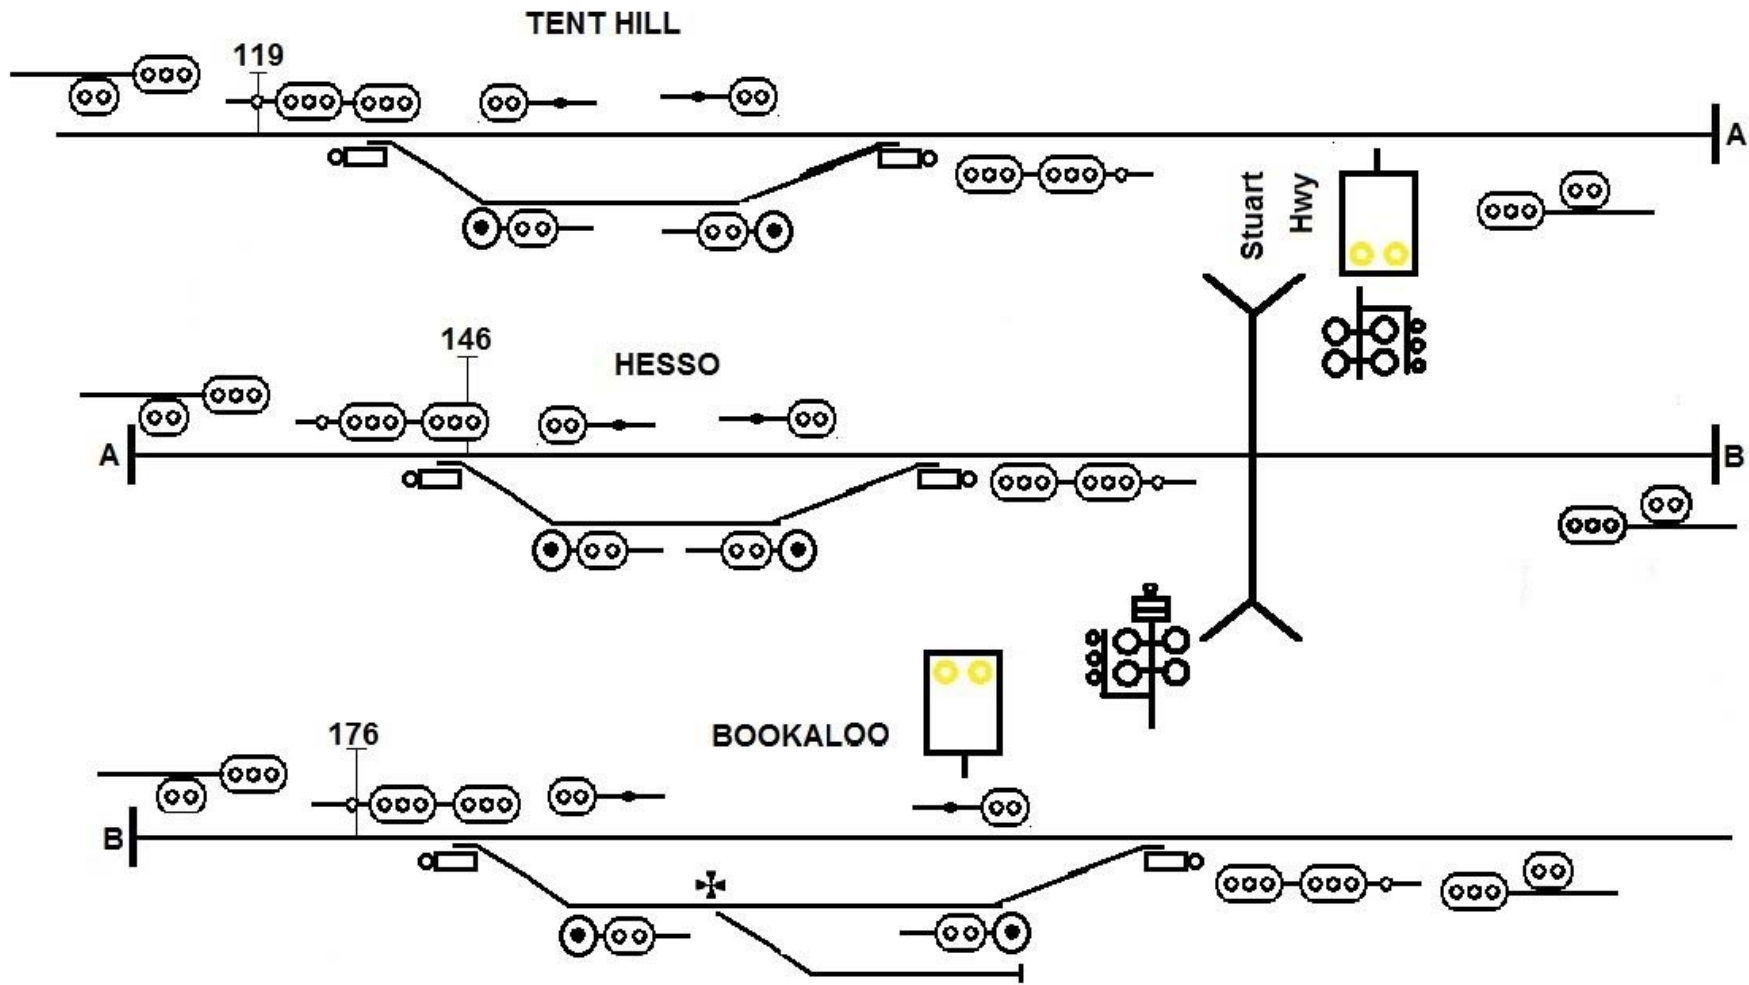 TENT HILL
119
A
Stuart
Hwy
146
HESSO
A
B
176
BOOKALOO
B